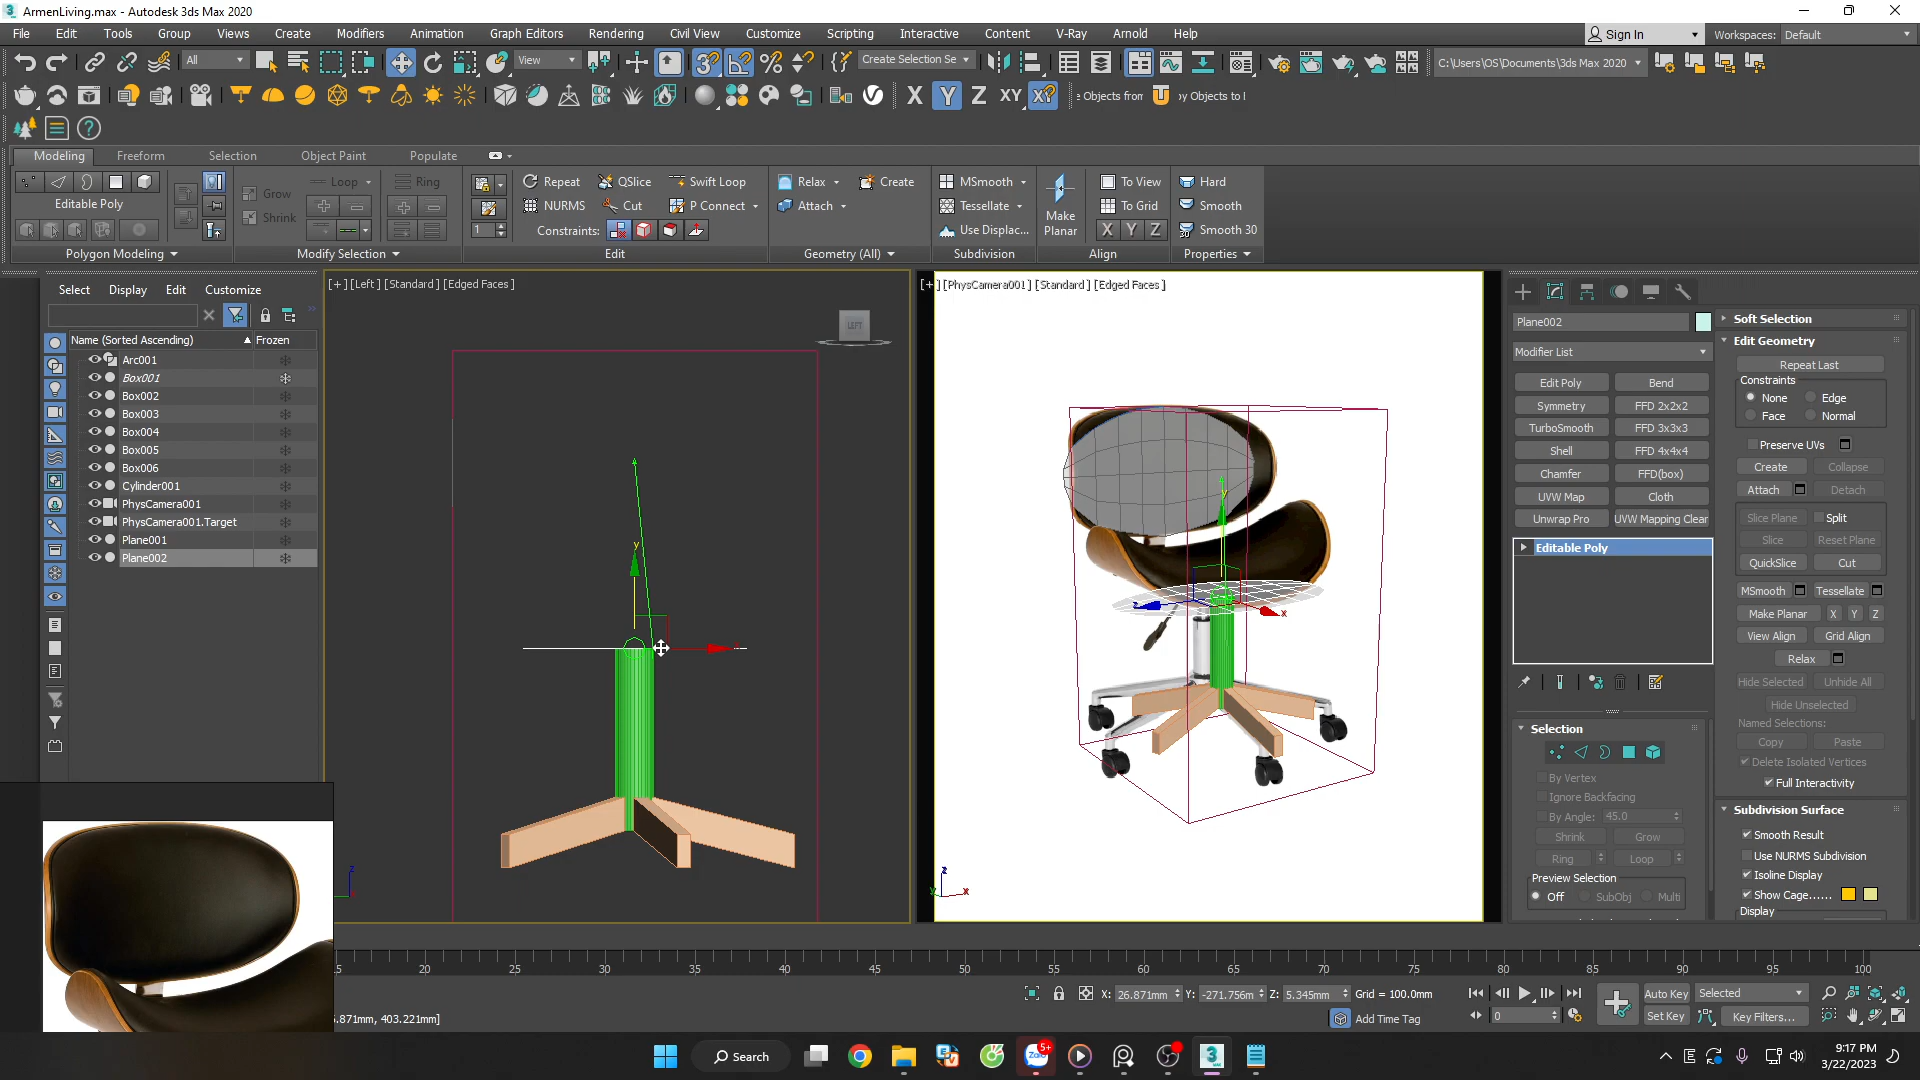 ArmenLiving.max - Autodesk 3ds Max 2020
File Edit Tools Group Views Create Modifiers Animation Graph Editors Rendering Civil View Customize Scripting Interactive Content V-Ray Arnold Help
Sign In Workspaces: Default
All View Create Selection Se C:\Users\OS\Documents\3ds Max 2020
X Y Z XY XY e Objects from by Objects to
Modeling Freeform Selection Object Paint Populate
Loop Ring Repeat QSlice Swift Loop Relax Create MSmooth To View Hard
Grow
Editable Poly NURMS Cut P Connect Attach Tessellate To Grid Smooth
Shrink Make Planar
1 Constraints: Use Displac... X Y Z Smooth 30
Polygon Modeling Modify Selection Edit Geometry (All) Subdivision Align Properties
Select Display Edit Customize
Name (Sorted Ascending) Frozen
Arc001
Box001
Box002
Box003
Box004
Box005
Box006
Cylinder001
PhysCamera001
PhysCamera001.Target
Plane001
Plane002
[+] [Left] [Standard] [Edged Faces]
LEFT
y
z
[+] [PhysCamera001] [Standard] [Edged Faces]
y
z x
z
y x
Plane002
Modifier List
Edit Poly Bend
Symmetry FFD 2x2x2
TurboSmooth FFD 3x3x3
Shell FFD 4x4x4
Chamfer FFD(box)
UVW Map Cloth
Unwrap Pro UVW Mapping Clear
Editable Poly
Selection
By Vertex
Ignore Backfacing
By Angle: 45.0
Shrink Grow
Ring Loop
Preview Selection
Off SubObj Multi
Soft Selection
Edit Geometry
Repeat Last
Constraints
None Edge
Face Normal
Preserve UVs
Create Collapse
Attach Detach
Slice Plane Split
Slice Reset Plane
QuickSlice Cut
MSmooth Tessellate
Make Planar X Y Z
View Align Grid Align
Relax
Hide Selected Unhide All
Hide Unselected
Named Selections:
Copy Paste
Delete Isolated Vertices
Full Interactivity
Subdivision Surface
Smooth Result
Use NURMS Subdivision
Isoline Display
Show Cage......
Display
15 20 25 30 35 40 45 50 55 60 65 70 75 80 85 90 95 100
X: 26.871mm Y: -271.756m Z: 5.345mm Grid = 100.0mm Auto Key Selected
.871mm, 403.221mm] Add Time Tag 0 Set Key Key Filters...
Search 5+ 9:17 PM
3/22/2023